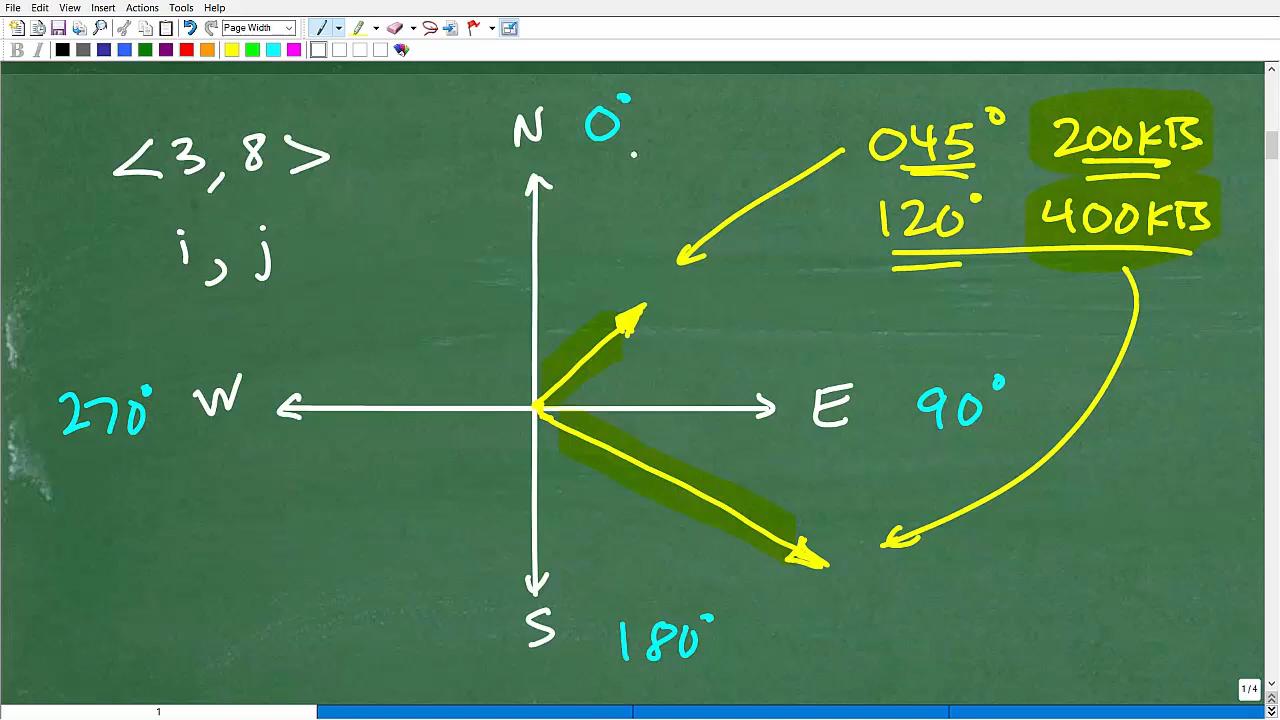 File Edit View Insert Actions Tools Help
Page Width
B I
<3,8>
i, j
N 0°
045° 200KTS
120° 400KTS
270° W
E 90°
S 180°
1/4
1